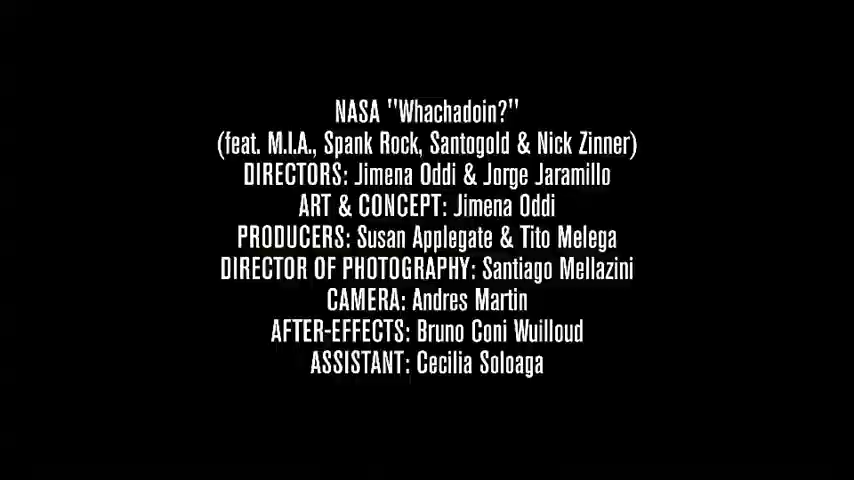 NASA "Whachadoin?"
(feat. M.I.A., Spank Rock, Santogold & Nick Zinner)
DIRECTORS: Jimena Oddi & Jorge Jaramillo
ART & CONCEPT: Jimena Oddi
PRODUCERS: Susan Applegate & Tito Melega
DIRECTOR OF PHOTOGRAPHY: Santiago Mellazini
CAMERA: Andres Martin
AFTER-EFFECTS: Bruno Coni Wuilloud
ASSISTANT: Cecilia Soloaga